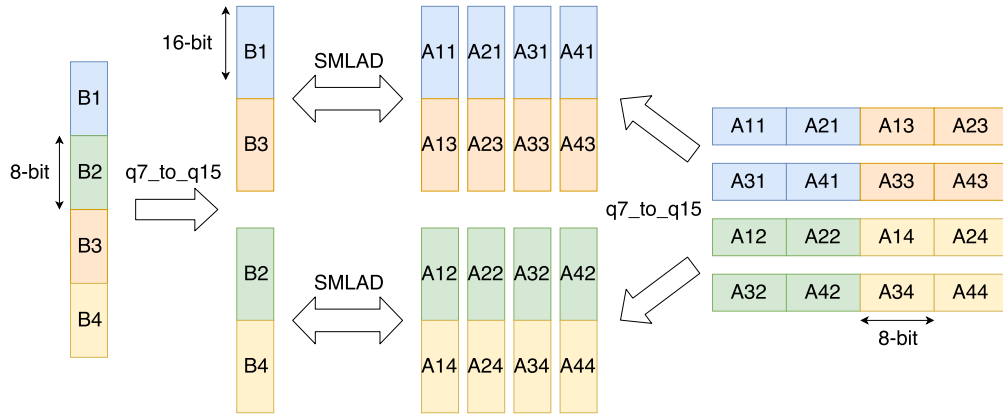 B1
B2
B3
B4
8-bit
q7_to_q15
16-bit
B1
B3
B2
B4
SMLAD
SMLAD
A11 A21 A31 A41
A13 A23 A33 A43
A12 A22 A32 A42
A14 A24 A34 A44
q7_to_q15
A11 A21 A13 A23
A31 A41 A33 A43
A12 A22 A14 A24
A32 A42 A34 A44
8-bit